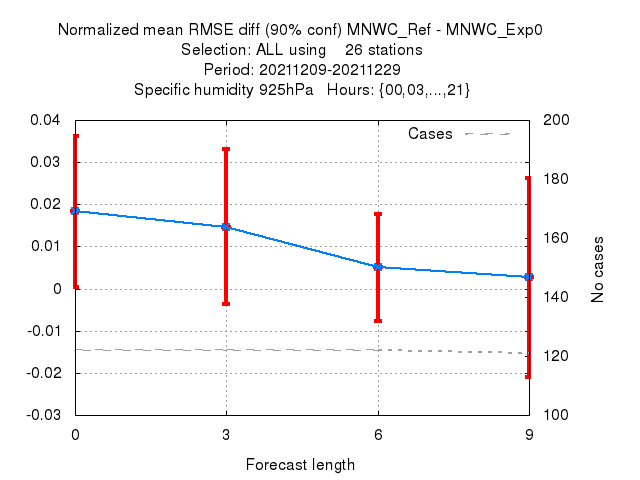 Normalized mean RMSE diff (90% conf) MNWC_Ref - MNWC_Exp0
Selection: ALL using 26 stations
Period: 20211209-20211229
Specific humidity 925hPa Hours: {00,03,...,21}
Cases
0.04
0.03
0.02
0.01
0
-0.01
-0.02
-0.03
200
180
160
140
120
100
No cases
0 3 6 9
Forecast length